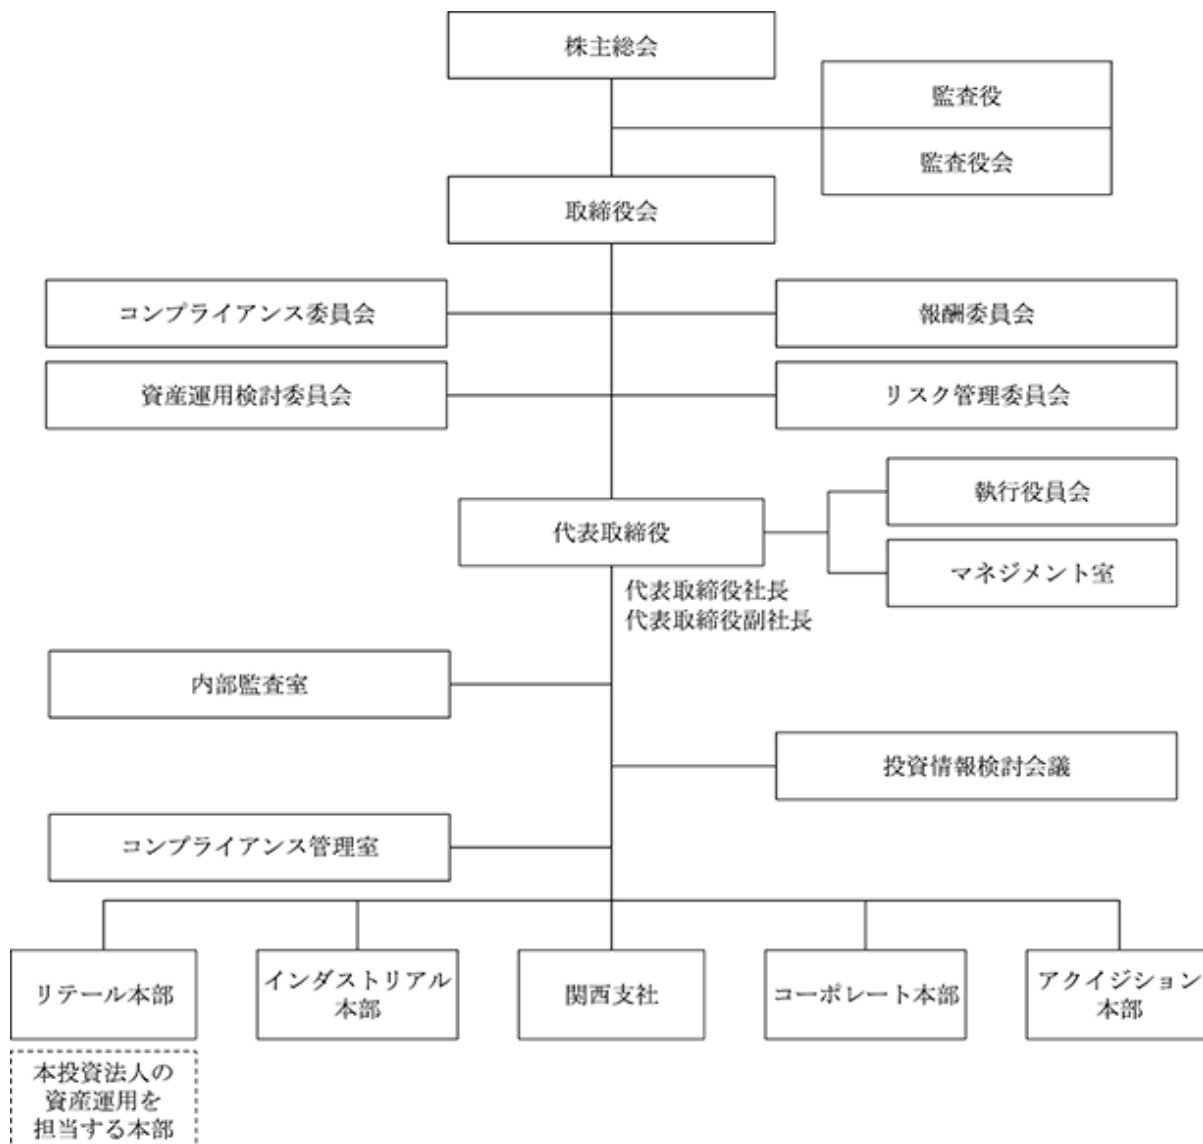 株主総会
監査役
監査役会
取締役会
コンプライアンス委員会
報酬委員会
資産運用検討委員会
リスク管理委員会
執行役員会
代表取締役
マネジメント室
代表取締役社長
代表取締役副社長
内部監査室
投資情報検討会議
コンプライアンス管理室
リテール本部
インダストリアル
本部
関西支社
コーポレート本部
アクイジション
本部
本投資法人の
資産運用を
担当する本部